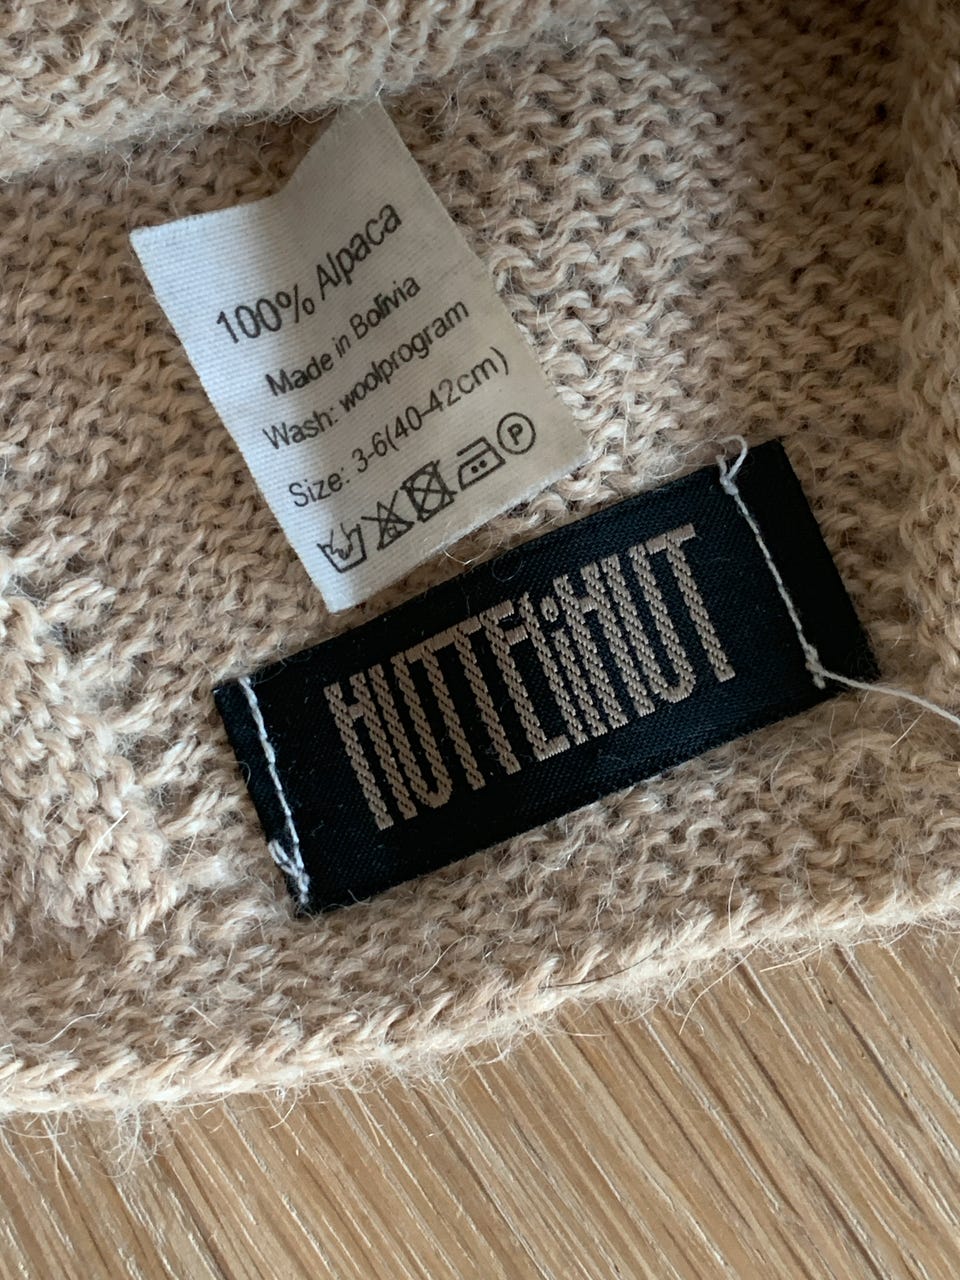 100% Alpaca
Made in Bolivia
Wash: woolprogram
Size: 3-6(40-42cm)
P
HUTTELiHUT